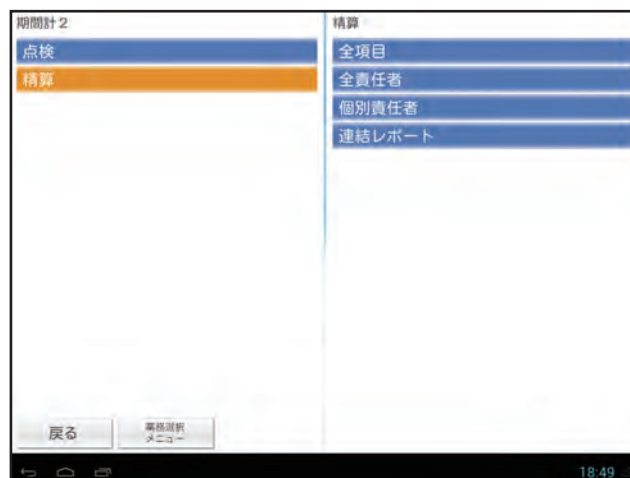 期間計2
点検
精算
精算
全項目
全責任者
個別責任者
連結レポート
戻る
業務選択
メニュー
18:49